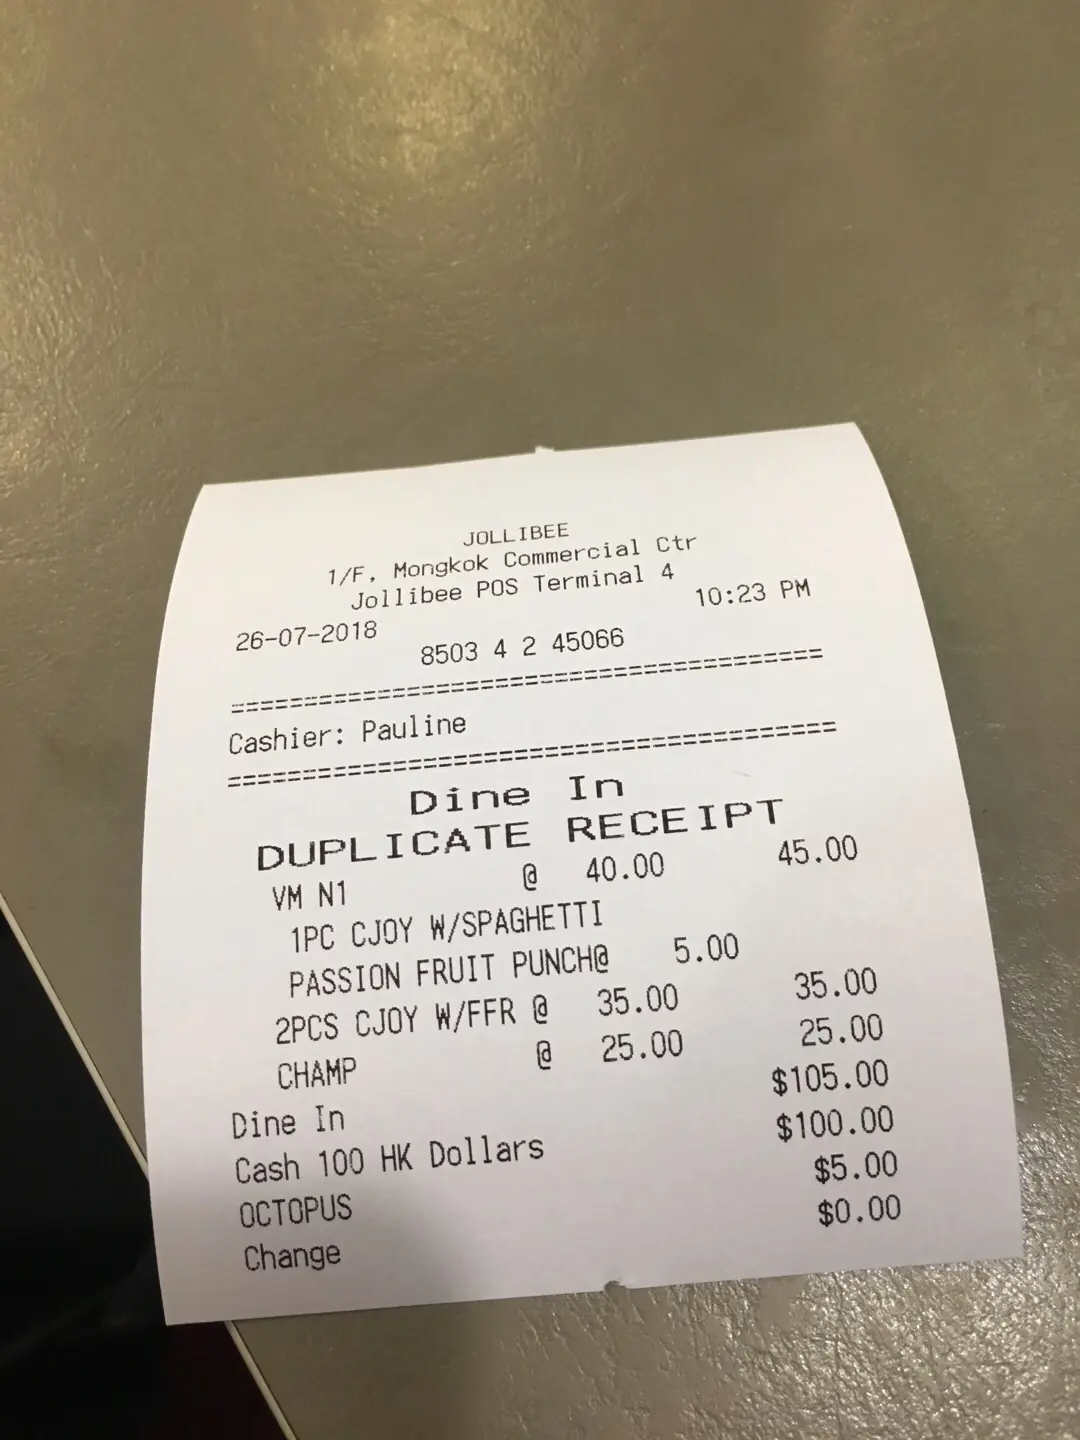 JOLLIBEE
1/F, Mongkok Commercial Ctr
Jollibee POS Terminal 4
26-07-2018 10:23 PM
8503 4 2 45066
========================================
Cashier: Pauline
========================================
Dine In
DUPLICATE RECEIPT
VM N1 @ 40.00 45.00
1PC CJOY W/SPAGHETTI
PASSION FRUIT PUNCH@ 5.00
2PCS CJOY W/FFR @ 35.00 35.00
CHAMP @ 25.00 25.00
Dine In $105.00
Cash 100 HK Dollars $100.00
OCTOPUS $5.00
Change $0.00